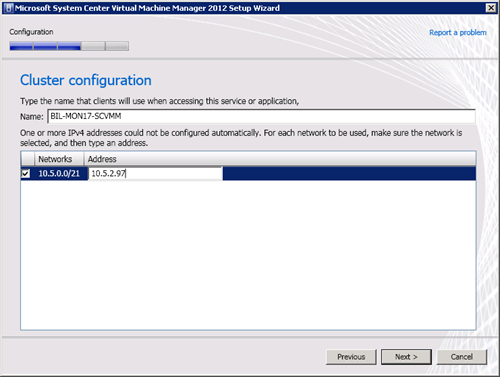 Microsoft System Center Virtual Machine Manager 2012 Setup Wizard
Configuration
Report a problem
Cluster configuration
Type the name that clients will use when accessing this service or application,
Name: BIL-MON17-SCVMM
One or more IPv4 addresses could not be configured automatically. For each network to be used, make sure the network is
selected, and then type an address.
Networks Address
10.5.0.0/21 10.5.2.97
Previous Next > Cancel